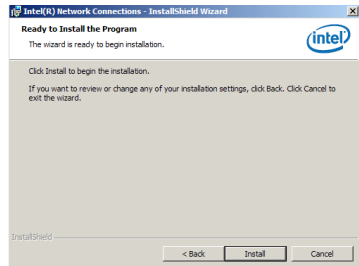 Intel(R) Network Connections - InstallShield Wizard
Ready to Install the Program
The wizard is ready to begin installation.
intel
Click Install to begin the installation.
If you want to review or change any of your installation settings, click Back. Click Cancel to
exit the wizard.
InstallShield
< Back Install Cancel